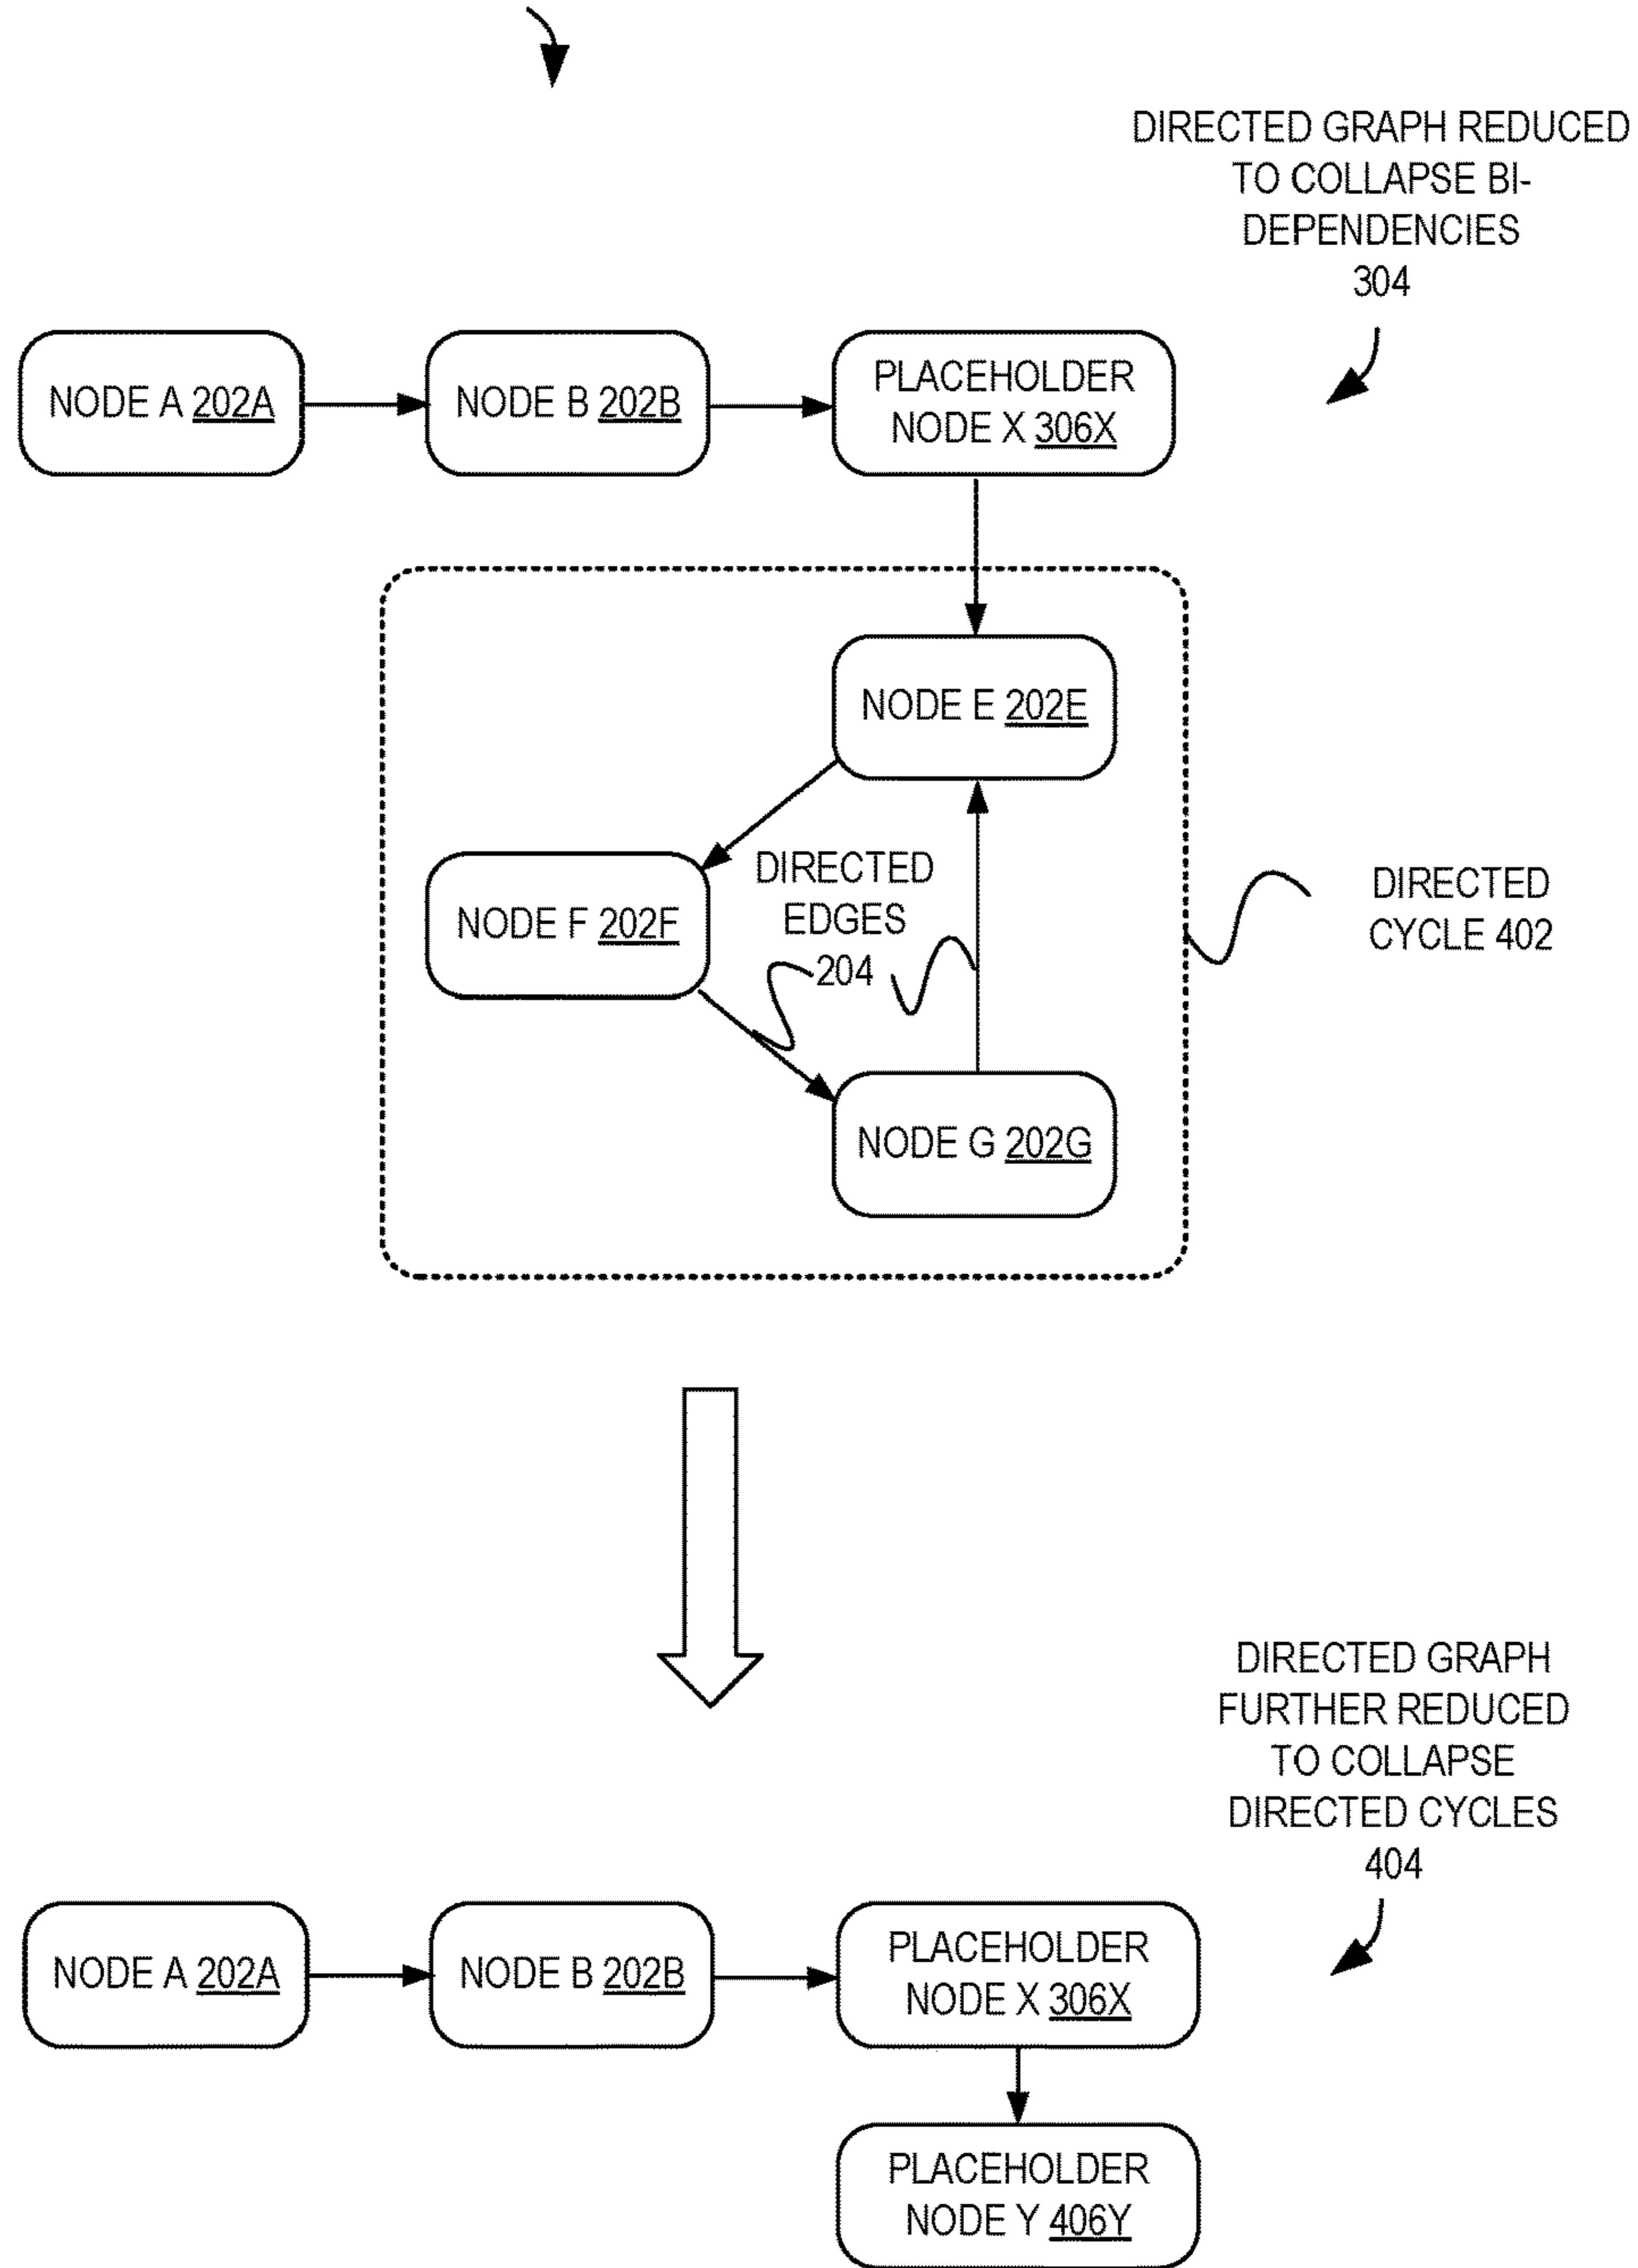 DIRECTED GRAPH REDUCED
TO COLLAPSE BI-
DEPENDENCIES
304
NODE A 202A
NODE B 202B
PLACEHOLDER
NODE X 306X
NODE E 202E
DIRECTED
EDGES
204
NODE F 202F
DIRECTED
CYCLE 402
NODE G 202G
DIRECTED GRAPH
FURTHER REDUCED
TO COLLAPSE
DIRECTED CYCLES
404
NODE A 202A
NODE B 202B
PLACEHOLDER
NODE X 306X
PLACEHOLDER
NODE Y 406Y